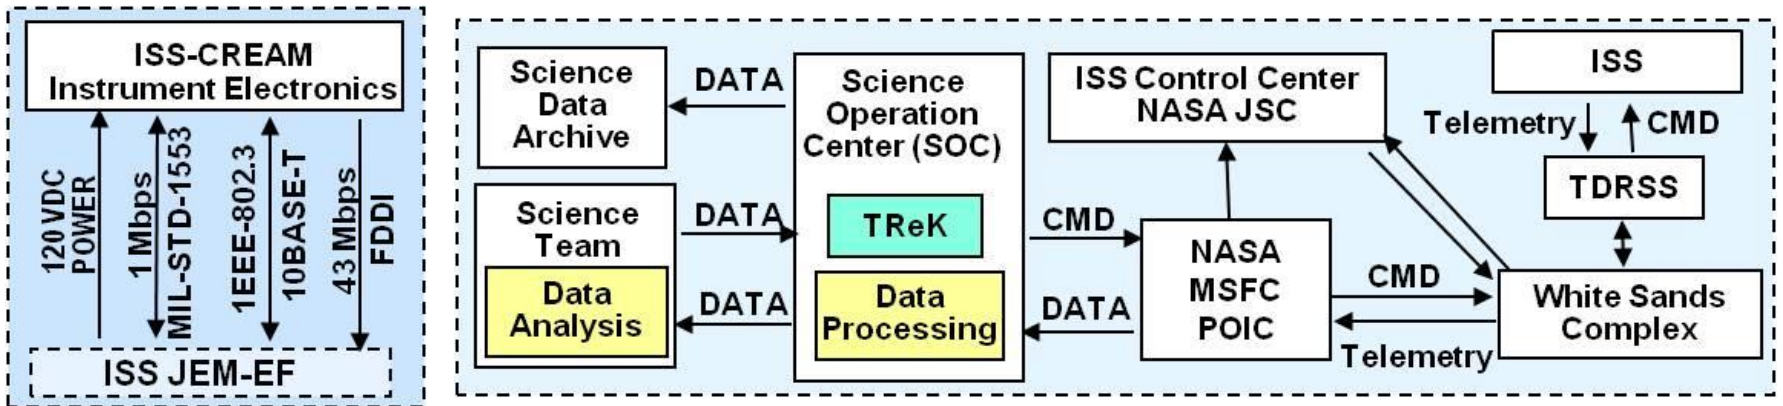 ISS-CREAM
Instrument Electronics
120 VDC
POWER
1Mbps
MIL-STD-1553
1EEE-802.3
10BASE-T
43 Mbps
FDDI
ISS JEM-EF
Science
Data
Archive
DATA
Science
Team
Data
Analysis
DATA
DATA
Science
Operation
Center (SOC)
TReK
Data
Processing
CMD
DATA
ISS Control Center
NASA JSC
NASA
MSFC
POIC
CMD
Telemetry
ISS
Telemetry
CMD
TDRSS
White Sands
Complex